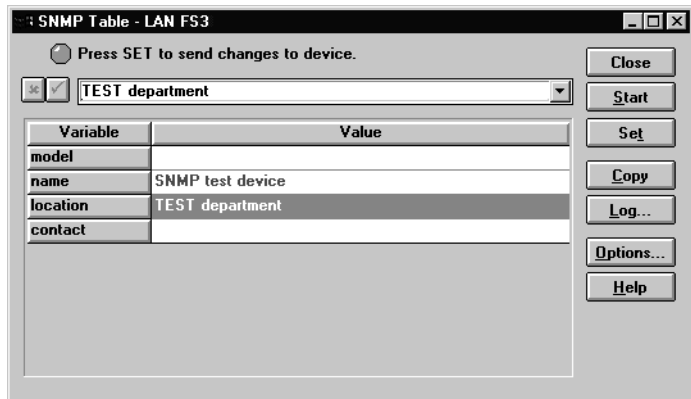 SNMP Table - LAN FS3
Press SET to send changes to device.
TEST department
Variable Value
model
name SNMP test device
location TEST department
contact
Close
Start
Set
Copy
Log...
Options...
Help